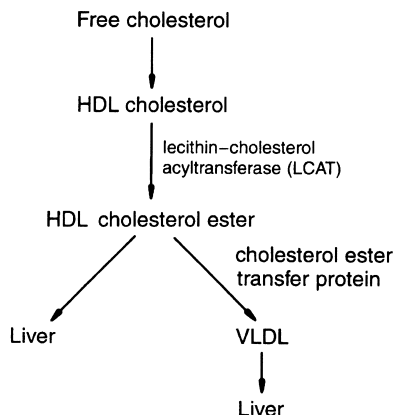 Free cholesterol
HDL cholesterol
lecithin–cholesterol
acyltransferase (LCAT)
HDL cholesterol ester
cholesterol ester
transfer protein
Liver
VLDL
Liver